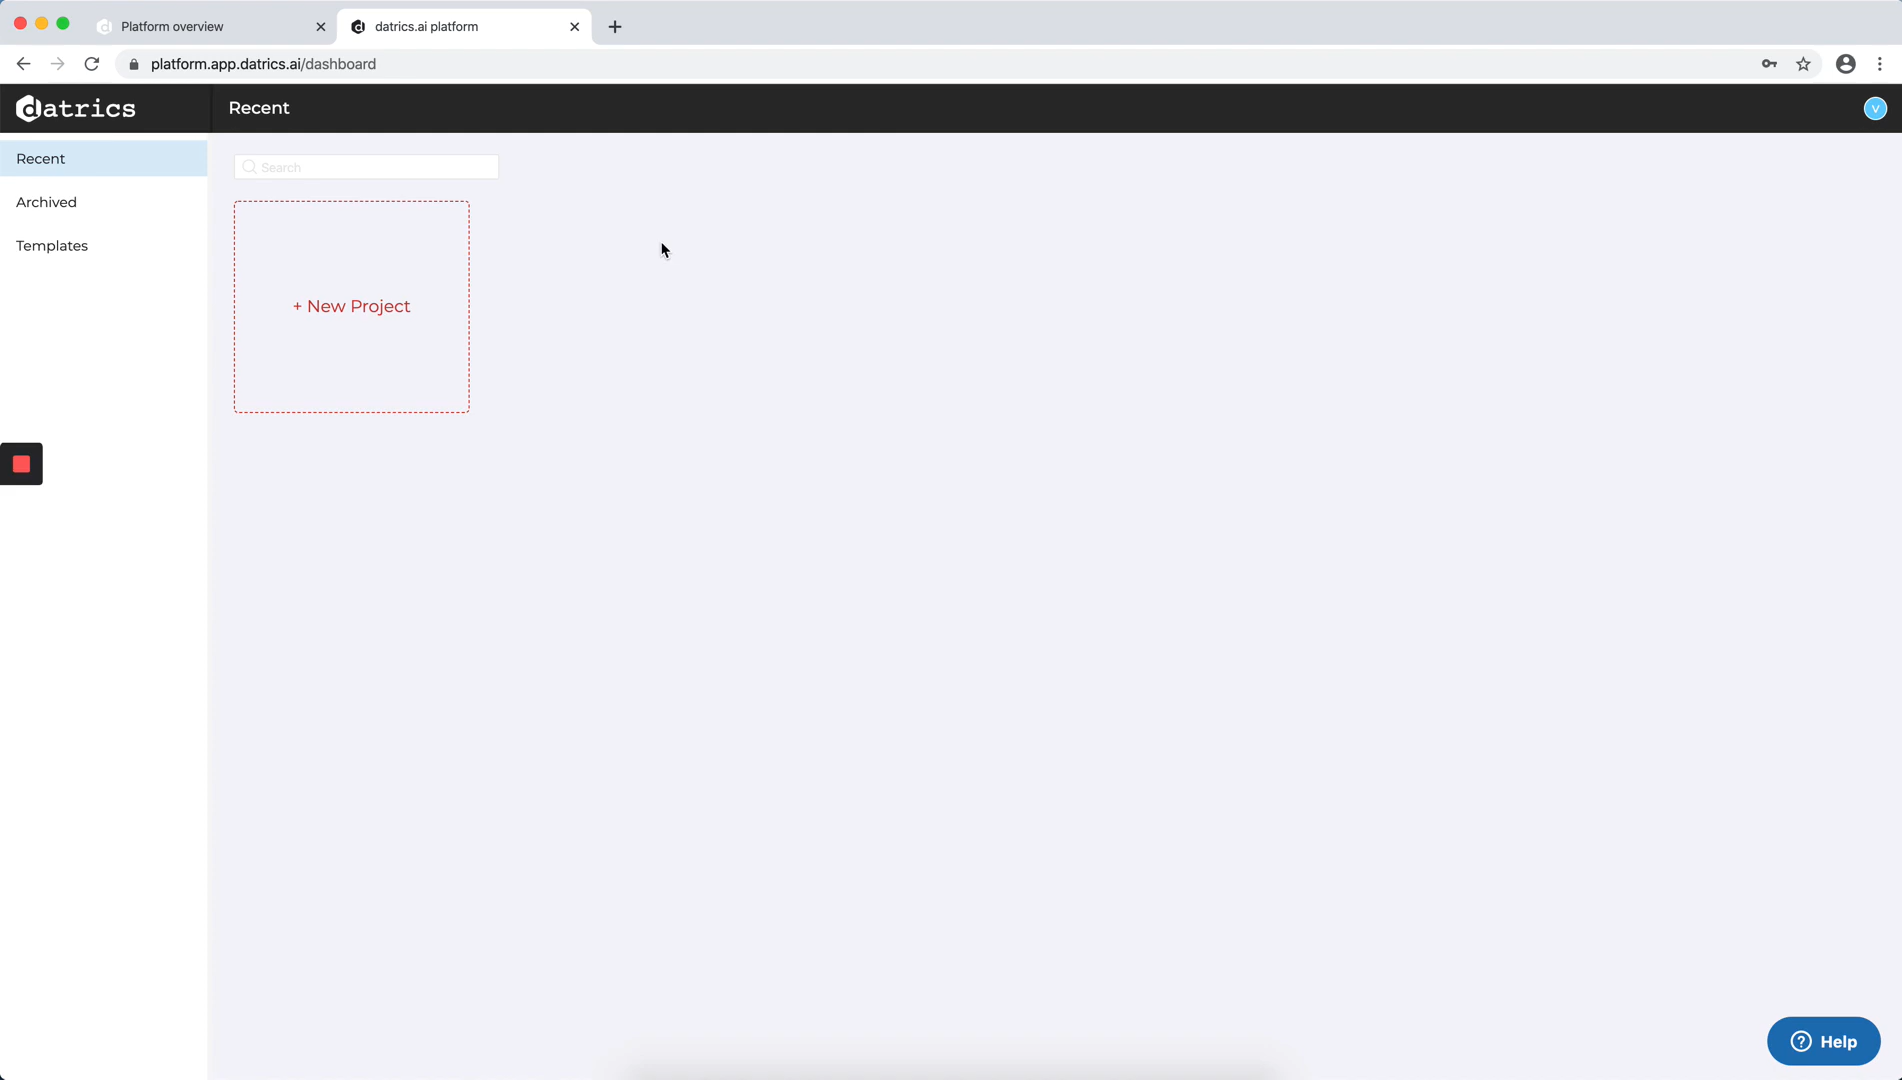 Platform overview
datrics.ai platform
platform.app.datrics.ai/dashboard
datrics
Recent
V
Recent
Archived
Templates
Search
+ New Project
? Help